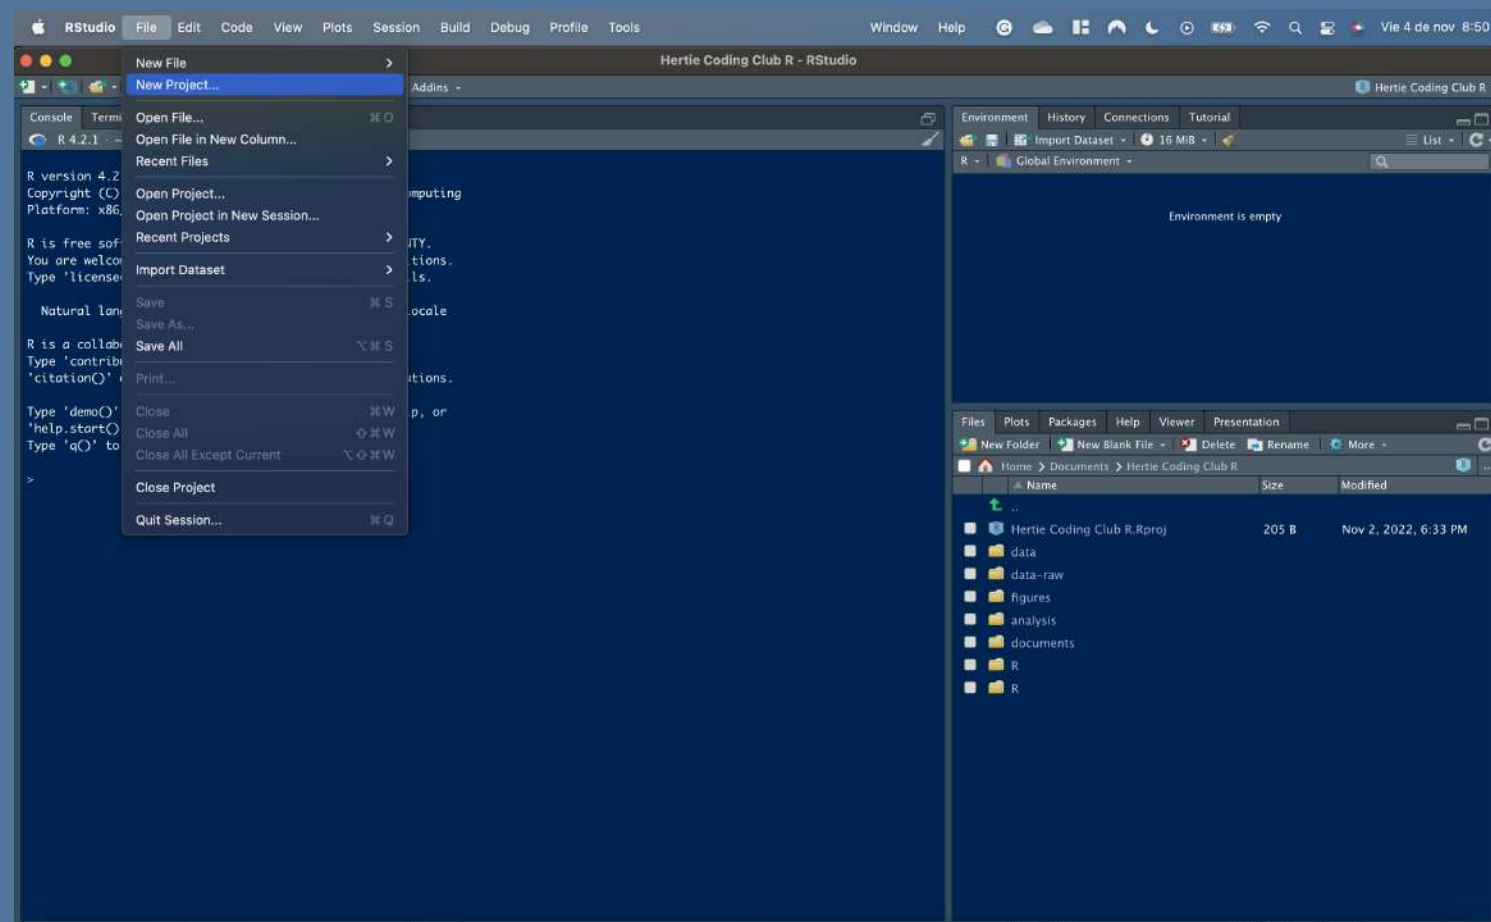 RStudio File Edit Code View Plots Session Build Debug Profile Tools Window Help Vie 4 de nov 8:50
Hertie Coding Club R - RStudio
Addins
Hertie Coding Club R
New File
New Project...
Open File... ⌘O
Open File in New Column...
Recent Files
Open Project...
Open Project in New Session...
Recent Projects
Import Dataset
Save ⌘S
Save As...
Save All ⌥⌘S
Print...
Close ⌘W
Close All ⇧⌘W
Close All Except Current ⌥⇧⌘W
Close Project
Quit Session... ⌘Q
Console Termi
R 4.2.1 · ~
R version 4.2
Copyright (C) mputing
Platform: x86_
R is free sof NTY.
You are welco tions.
Type 'license ls.
Natural lan ocale
R is a collab
Type 'contrib
'citation()' tions.
Type 'demo()' p, or
'help.start()
Type 'q()' to
>
Environment History Connections Tutorial
Import Dataset 16 MiB List
R Global Environment
Environment is empty
Files Plots Packages Help Viewer Presentation
New Folder New Blank File Delete Rename More
Home Documents Hertie Coding Club R
Name Size Modified
..
Hertie Coding Club R.Rproj 205 B Nov 2, 2022, 6:33 PM
data
data-raw
figures
analysis
documents
R
R